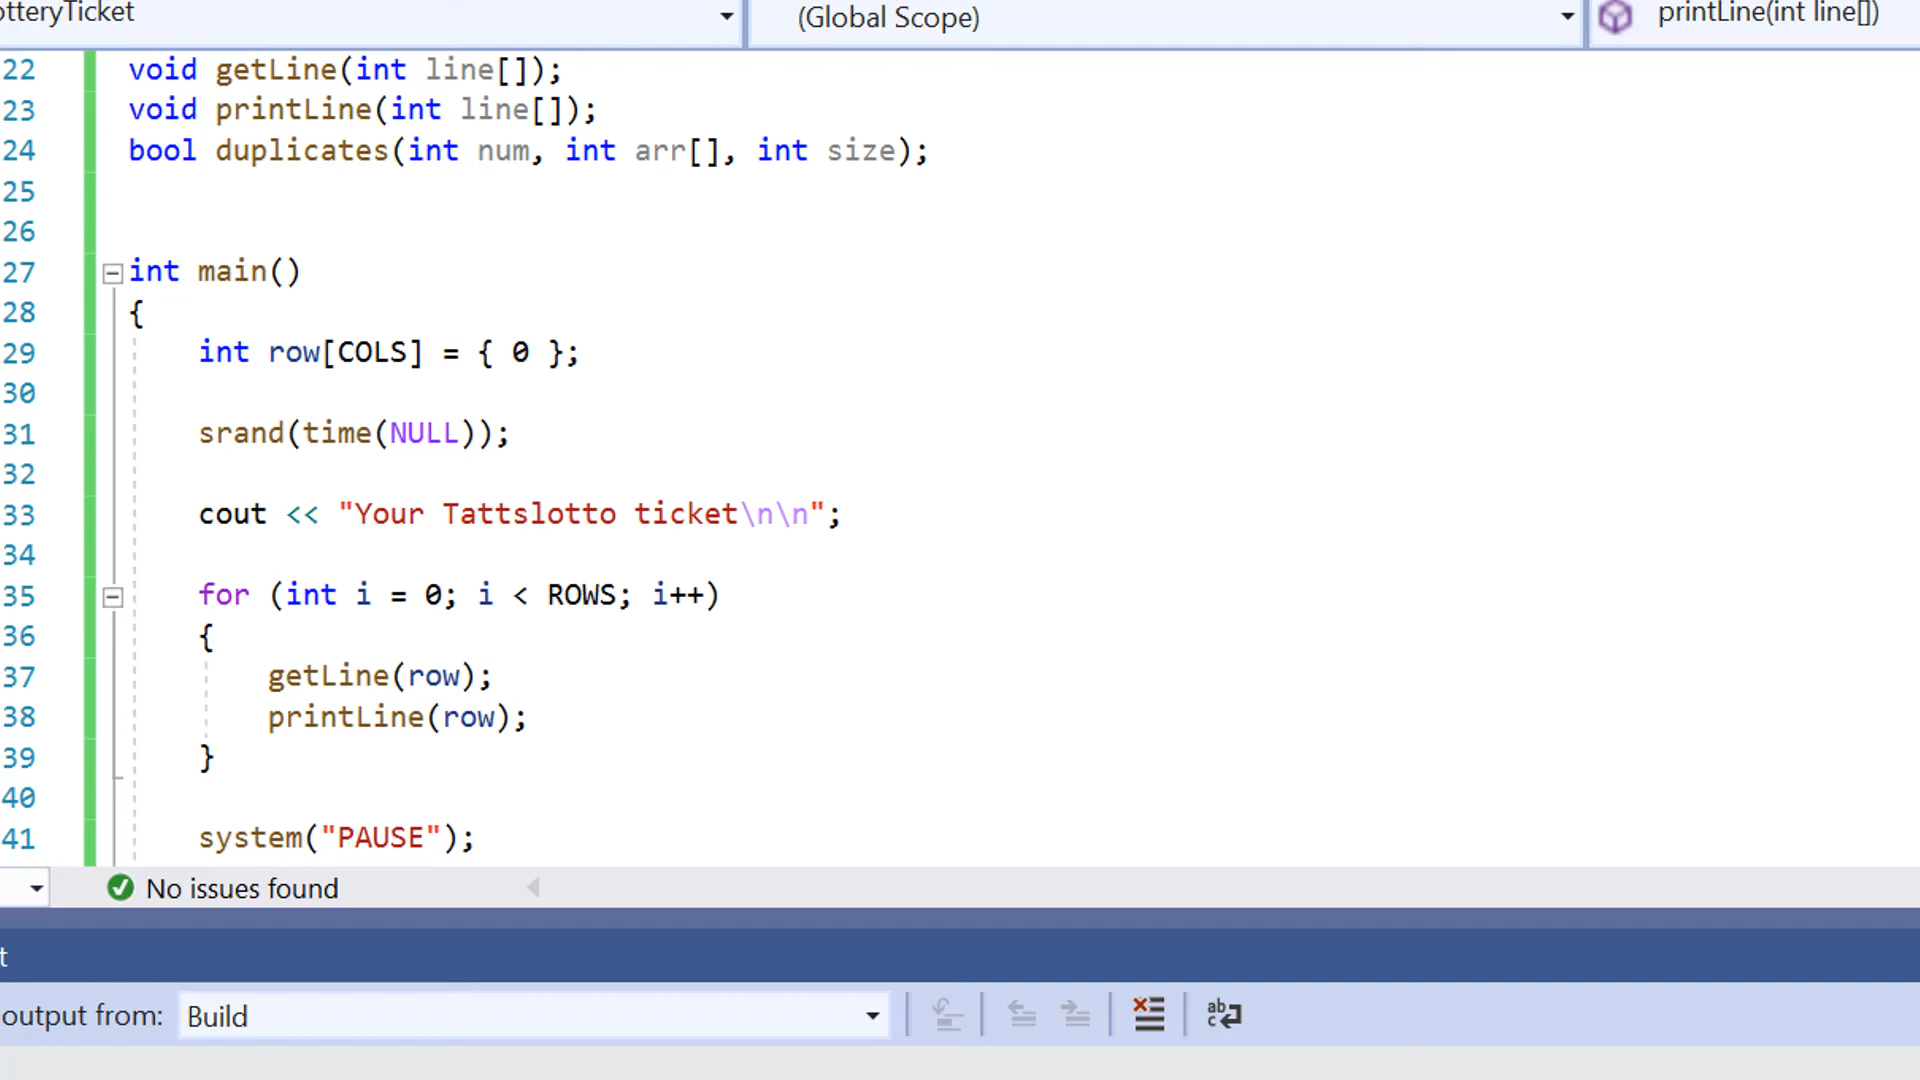 otteryTicket (Global Scope) printLine(int line[])
22 void getLine(int line[]);
23 void printLine(int line[]);
24 bool duplicates(int num, int arr[], int size);
25
26
27 int main()
28 {
29 int row[COLS] = { 0 };
30
31 srand(time(NULL));
32
33 cout << "Your Tattslotto ticket\n\n";
34
35 for (int i = 0; i < ROWS; i++)
36 {
37 getLine(row);
38 printLine(row);
39 }
40
41 system("PAUSE");
No issues found
t
output from: Build